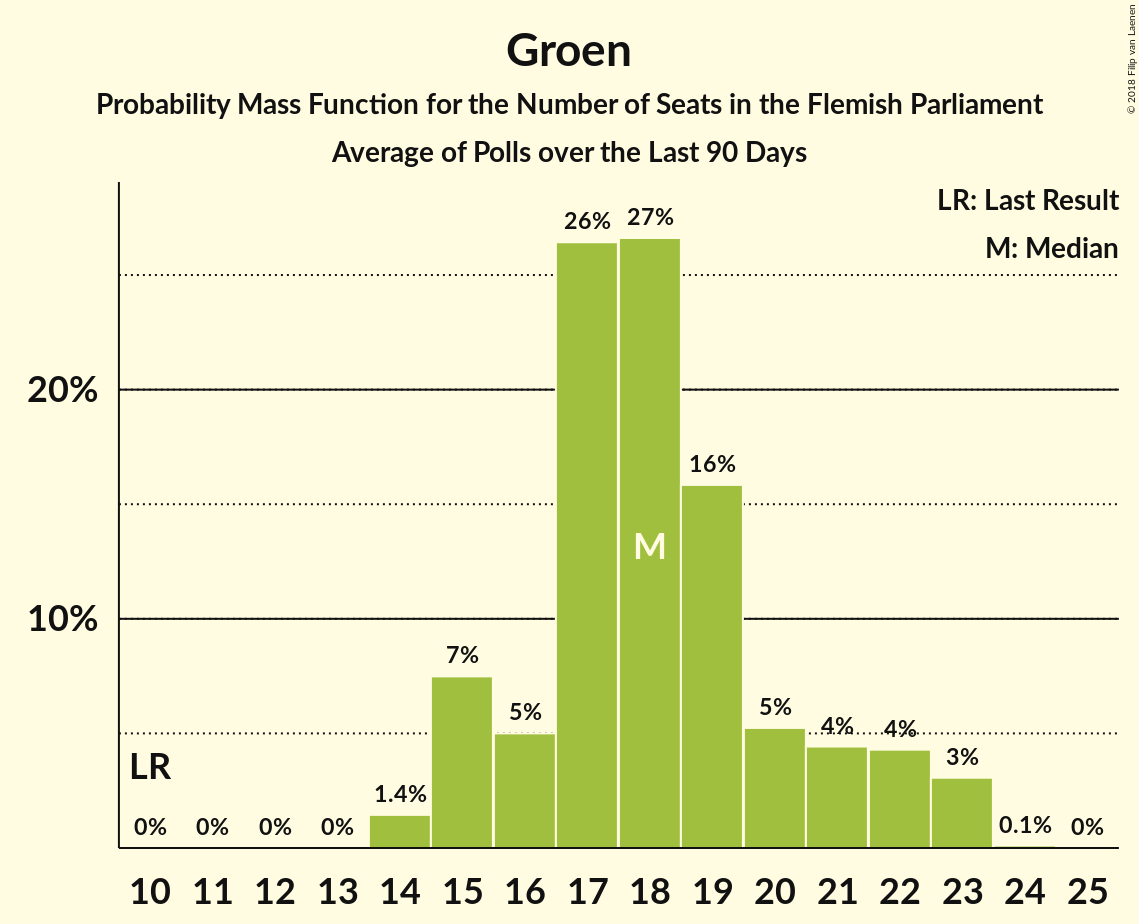 Groen
Probability Mass Function for the Number of Seats in the Flemish Parliament
Average of Polls over the Last 90 Days
© 2018 Filip van Laenen
LR: Last Result
M: Median
20%
10%
0% 0% 0% 0% 1.4% 7% 5% 26% 27% 16% 5% 4% 4% 3% 0.1% 0%
LR
M
10 11 12 13 14 15 16 17 18 19 20 21 22 23 24 25